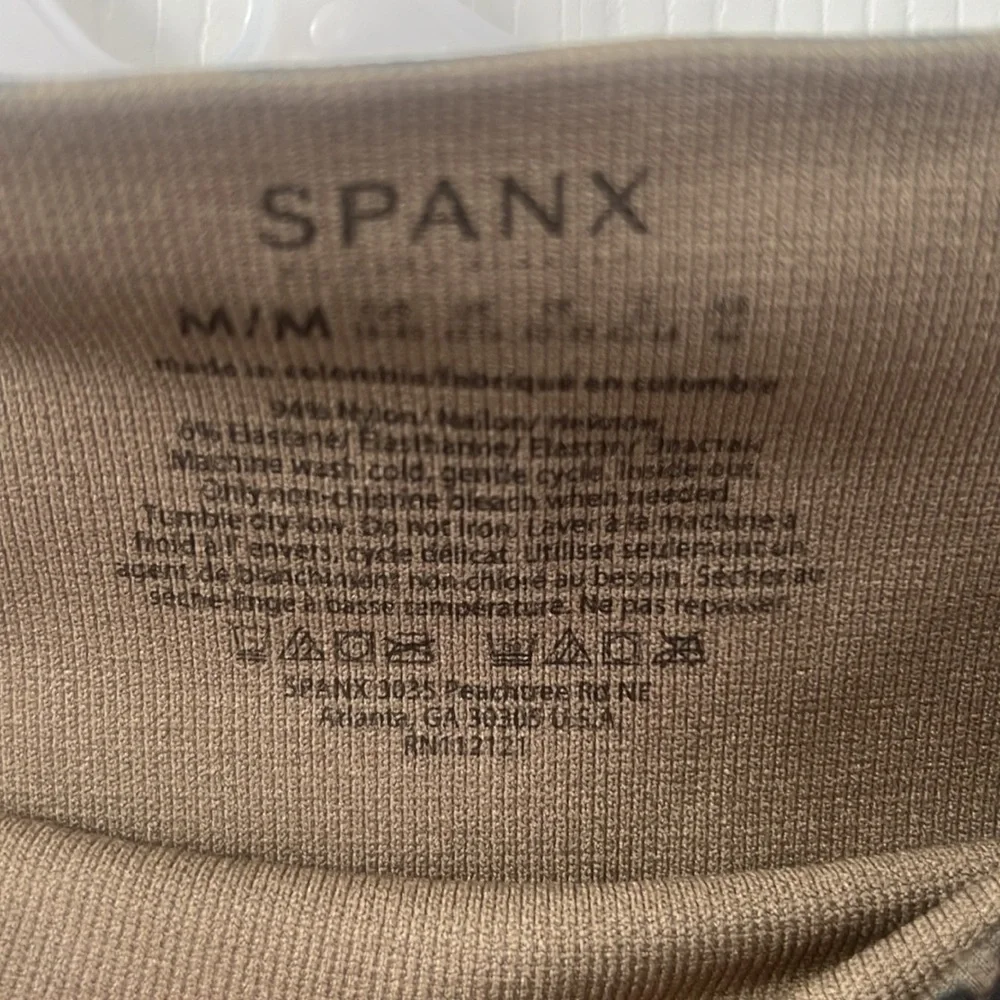 SPANX
M/M
made in colombia/fabriqué en colombie
94% Nylon/ Nailon/ Нейлон,
6% Elastane/ Elasthanne/ Elastan/ Эластан
Machine wash cold, gentle cycle. Inside out.
Only non-chlorine bleach when needed.
Tumble dry low. Do not Iron. Laver à la machine à
froid à l' envers, cycle délicat. Utiliser seulement un
agent de blanchiment non chloré au besoin. Sécher au
sèche-linge à basse température. Ne pas repasser.
SPANX 3035 Peachtree Rd NE
Atlanta, GA 30305 U.S.A.
RN112121